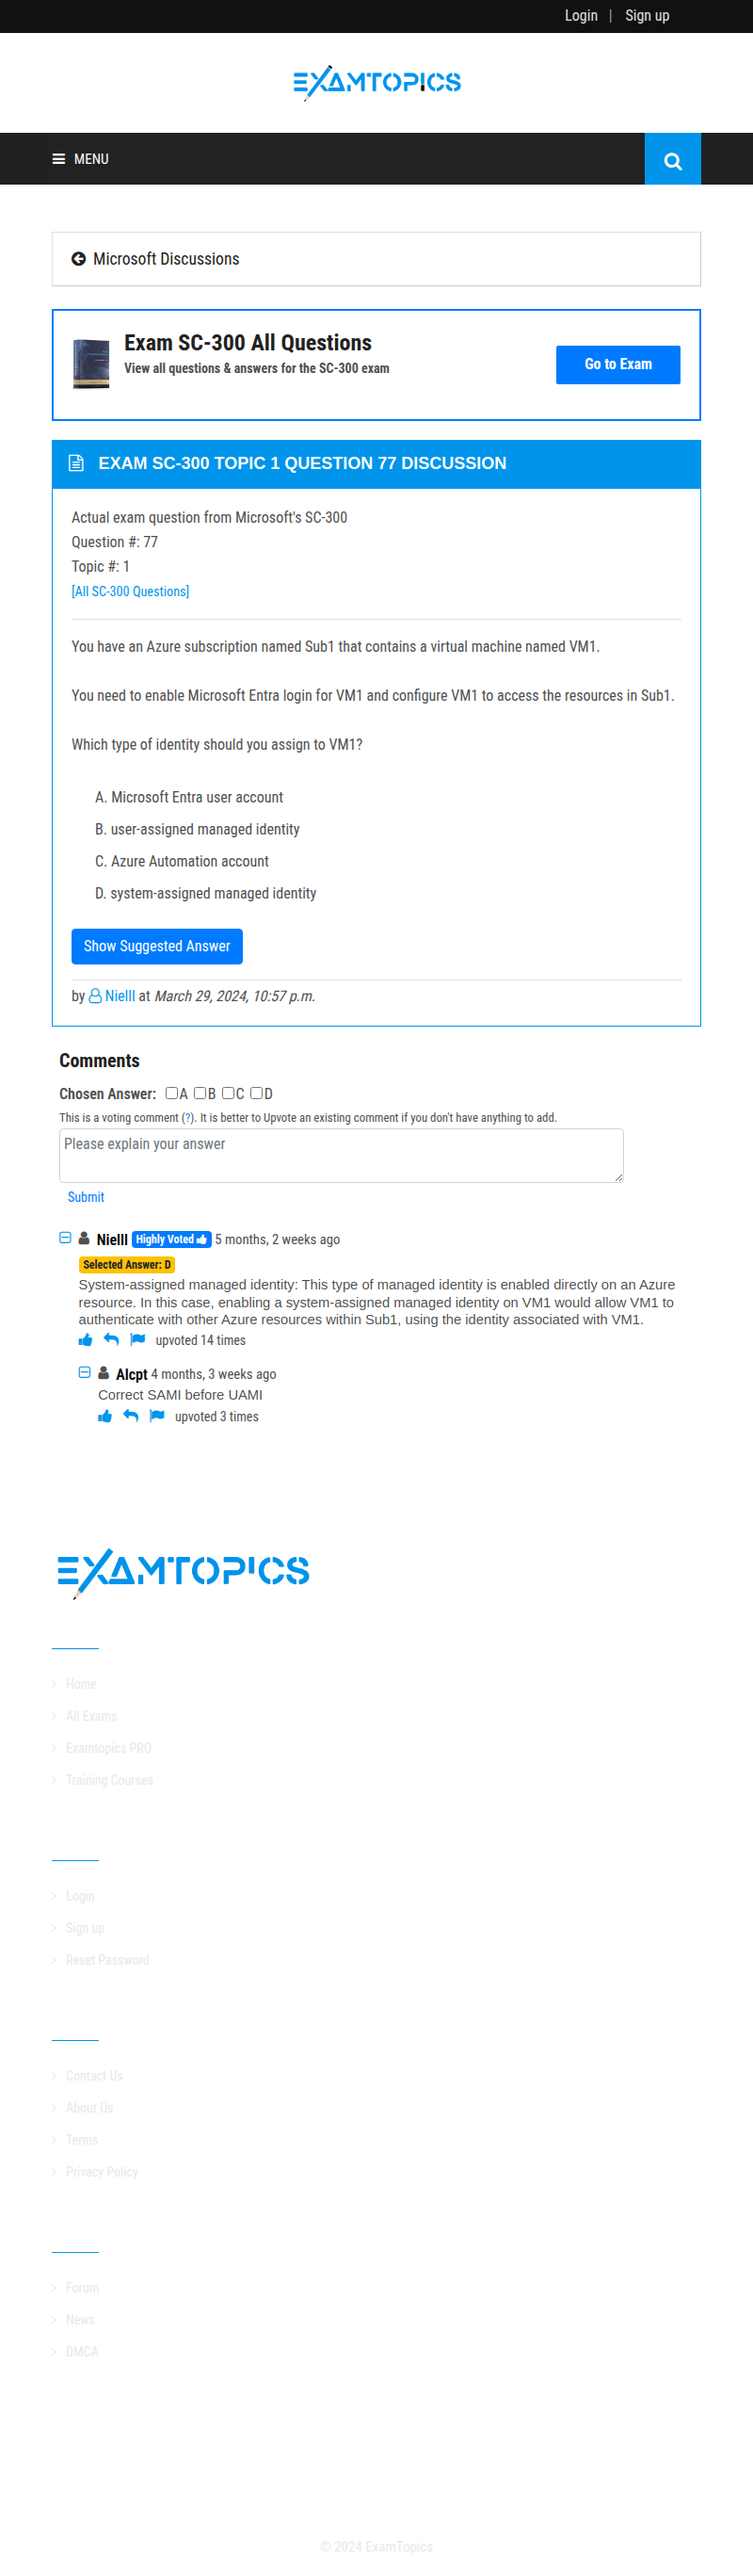 Login | Sign up
EXAMTOPICS
MENU
Microsoft Discussions
Exam SC-300 All Questions
View all questions & answers for the SC-300 exam
Go to Exam
EXAM SC-300 TOPIC 1 QUESTION 77 DISCUSSION
Actual exam question from Microsoft's SC-300
Question #: 77
Topic #: 1
[All SC-300 Questions]
You have an Azure subscription named Sub1 that contains a virtual machine named VM1.
You need to enable Microsoft Entra login for VM1 and configure VM1 to access the resources in Sub1.
Which type of identity should you assign to VM1?
A. Microsoft Entra user account
B. user-assigned managed identity
C. Azure Automation account
D. system-assigned managed identity
Show Suggested Answer
by Nielll at March 29, 2024, 10:57 p.m.
Comments
Chosen Answer: A B C D
This is a voting comment (?). It is better to Upvote an existing comment if you don't have anything to add.
Please explain your answer
Submit
Nielll Highly Voted 5 months, 2 weeks ago
Selected Answer: D
System-assigned managed identity: This type of managed identity is enabled directly on an Azure
resource. In this case, enabling a system-assigned managed identity on VM1 would allow VM1 to
authenticate with other Azure resources within Sub1, using the identity associated with VM1.
upvoted 14 times
Alcpt 4 months, 3 weeks ago
Correct SAMI before UAMI
upvoted 3 times
EXAMTOPICS
Home
All Exams
Examtopics PRO
Training Courses
Login
Sign up
Reset Password
Contact Us
About Us
Terms
Privacy Policy
Forum
News
DMCA
© 2024 ExamTopics